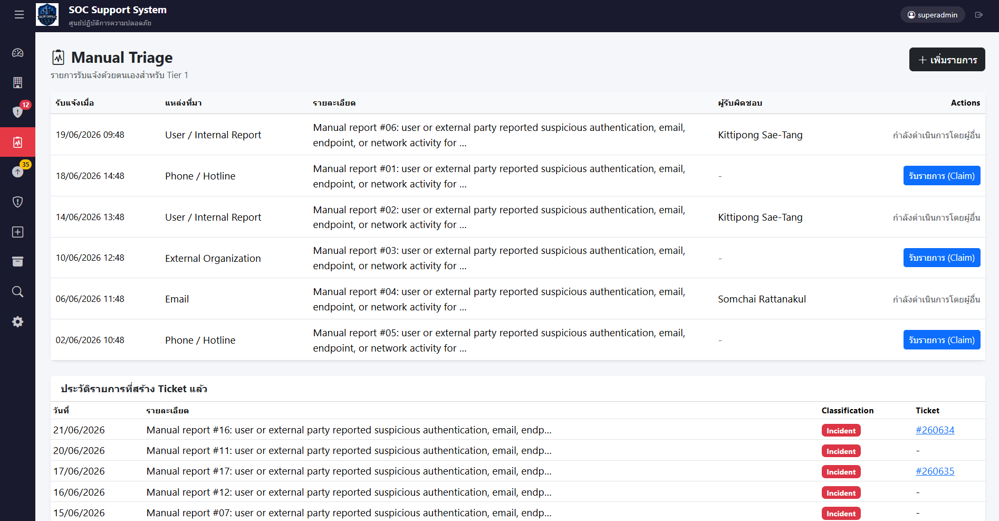 SOC Support System
ศูนย์ปฏิบัติการความปลอดภัย
superadmin
BLUE CASTLE
12
35
Manual Triage
รายการรับแจ้งด้วยตนเองสำหรับ Tier 1
เพิ่มรายการ
รับแจ้งเมื่อ แหล่งที่มา รายละเอียด ผู้รับผิดชอบ Actions
19/06/2026 09:48 User / Internal Report Manual report #06: user or external party reported suspicious authentication, email, Kittipong Sae-Tang กำลังดำเนินการโดยผู้อื่น
endpoint, or network activity for ...
18/06/2026 14:48 Phone / Hotline Manual report #01: user or external party reported suspicious authentication, email, - รับรายการ (Claim)
endpoint, or network activity for ...
14/06/2026 13:48 User / Internal Report Manual report #02: user or external party reported suspicious authentication, email, Kittipong Sae-Tang กำลังดำเนินการโดยผู้อื่น
endpoint, or network activity for ...
10/06/2026 12:48 External Organization Manual report #03: user or external party reported suspicious authentication, email, - รับรายการ (Claim)
endpoint, or network activity for ...
06/06/2026 11:48 Email Manual report #04: user or external party reported suspicious authentication, email, Somchai Rattanakul กำลังดำเนินการโดยผู้อื่น
endpoint, or network activity for ...
02/06/2026 10:48 Phone / Hotline Manual report #05: user or external party reported suspicious authentication, email, - รับรายการ (Claim)
endpoint, or network activity for ...
ประวัติรายการที่สร้าง Ticket แล้ว
วันที่ รายละเอียด Classification Ticket
21/06/2026 Manual report #16: user or external party reported suspicious authentication, email, endp... Incident #260634
20/06/2026 Manual report #11: user or external party reported suspicious authentication, email, endp... Incident -
17/06/2026 Manual report #17: user or external party reported suspicious authentication, email, endp... Incident #260635
16/06/2026 Manual report #12: user or external party reported suspicious authentication, email, endp... Incident -
15/06/2026 Manual report #07: user or external party reported suspicious authentication, email, endp... Incident -